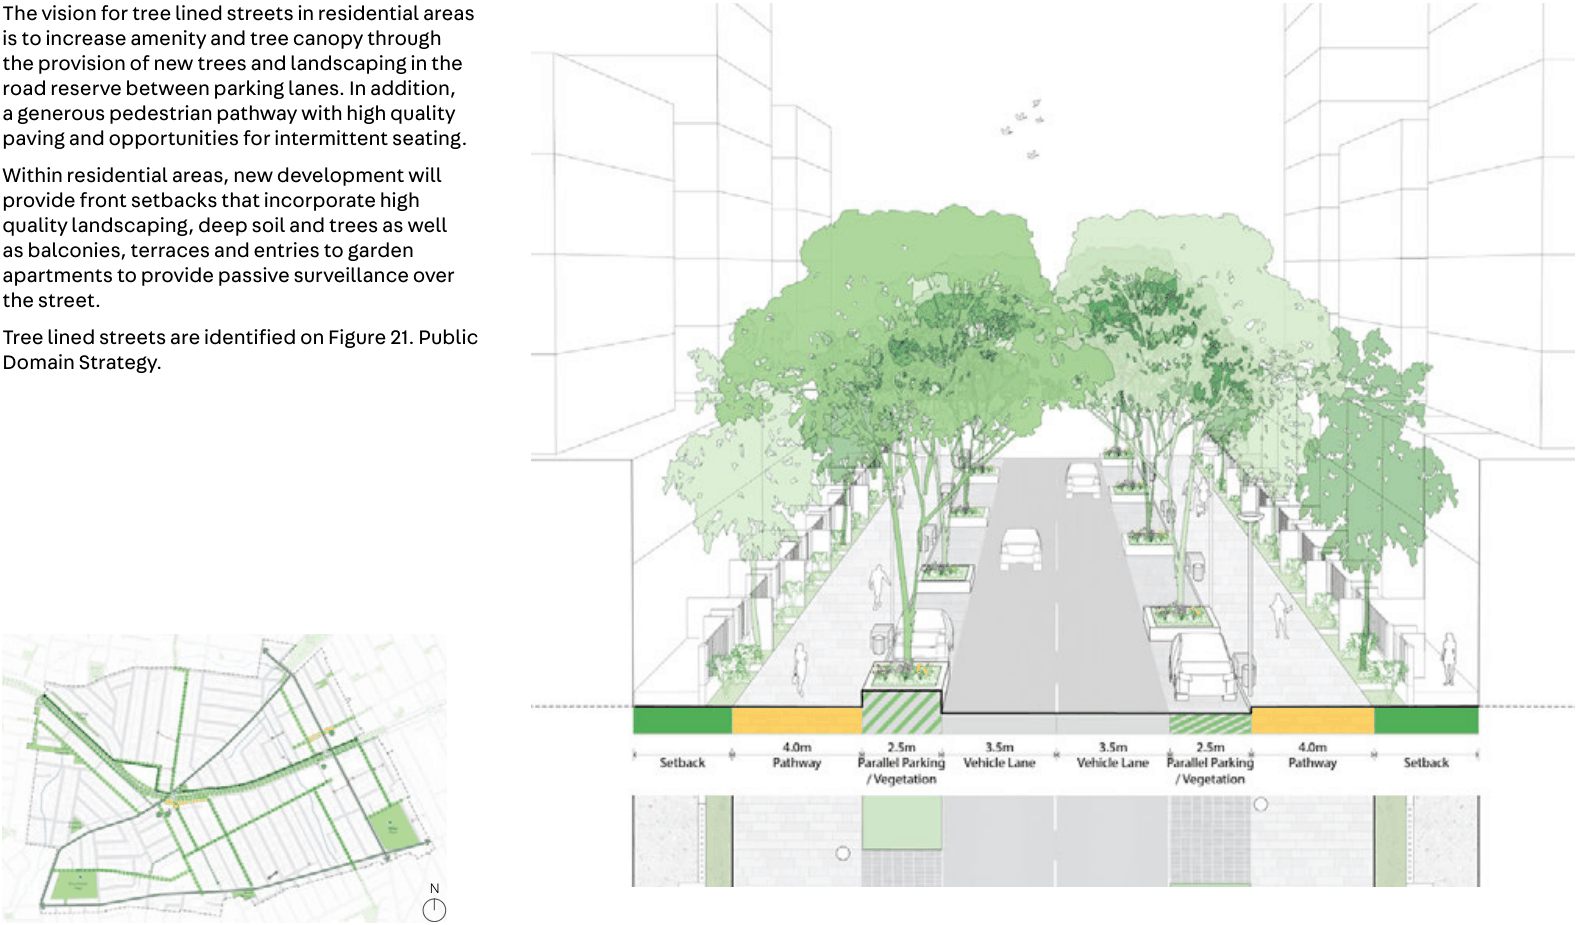 The vision for tree lined streets in residential areas
is to increase amenity and tree canopy through
the provision of new trees and landscaping in the
road reserve between parking lanes. In addition,
a generous pedestrian pathway with high quality
paving and opportunities for intermittent seating.
Within residential areas, new development will
provide front setbacks that incorporate high
quality landscaping, deep soil and trees as well
as balconies, terraces and entries to garden
apartments to provide passive surveillance over
the street.
Tree lined streets are identified on Figure 21. Public
Domain Strategy.
N
Setback
4.0m
Pathway
2.5m
Parallel Parking
/ Vegetation
3.5m
Vehicle Lane
3.5m
Vehicle Lane
2.5m
Parallel Parking
/ Vegetation
4.0m
Pathway
Setback